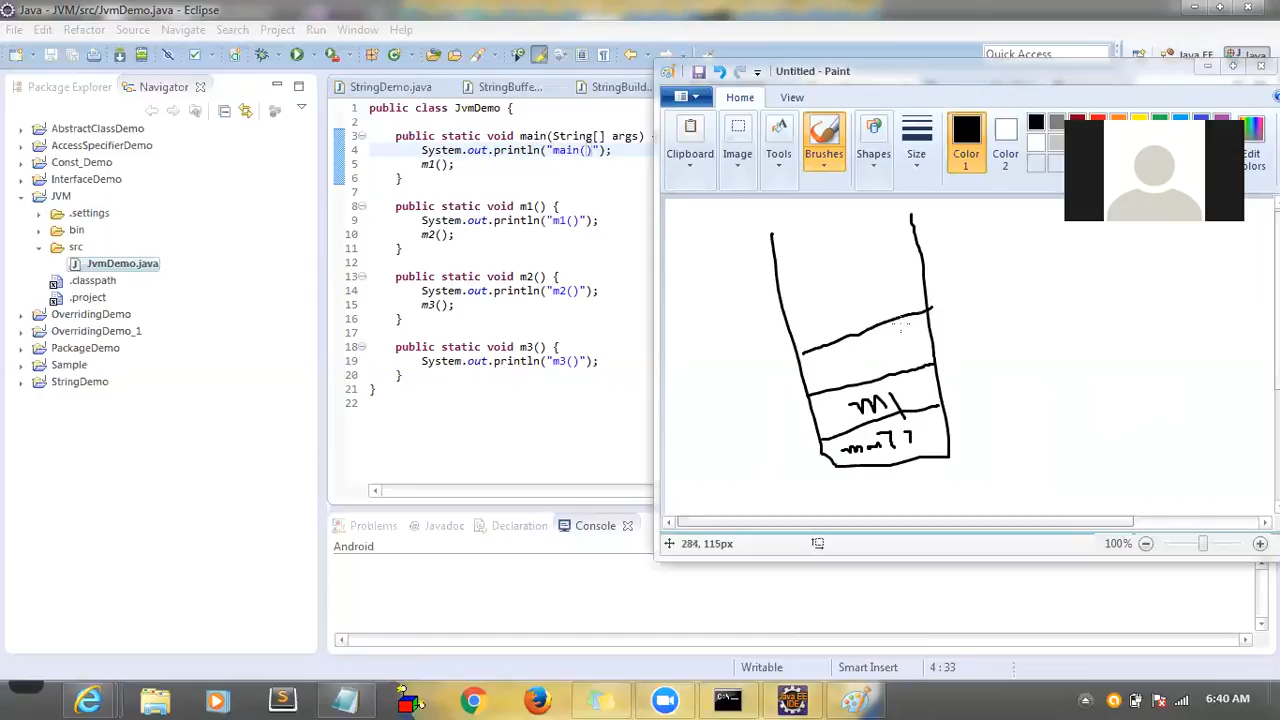 Java - JVM/src/JvmDemo.java - Eclipse
File Edit Refactor Source Navigate Search Project Run Window Help
Quick Access
Java EE
Java
Package Explorer
Navigator
AbstractClassDemo
AccessSpecifierDemo
Const_Demo
InterfaceDemo
JVM
.settings
bin
src
JvmDemo.java
.classpath
.project
OverridingDemo
OverridingDemo_1
PackageDemo
Sample
StringDemo
StringDemo.java
StringBuffe...
StringBuild...
1 public class JvmDemo {
2
3 public static void main(String[] args)
4 System.out.println("main()");
5 m1();
6 }
7
8 public static void m1() {
9 System.out.println("m1()");
10 m2();
11 }
12
13 public static void m2() {
14 System.out.println("m2()");
15 m3();
16 }
17
18 public static void m3() {
19 System.out.println("m3()");
20 }
21 }
22
Problems
Javadoc
Declaration
Console
Android
Untitled - Paint
Home
View
Clipboard
Image
Tools
Brushes
Shapes
Size
Color 1
Color 2
Edit
m1
284, 115px
100%
Writable
Smart Insert
4 : 33
6:40 AM